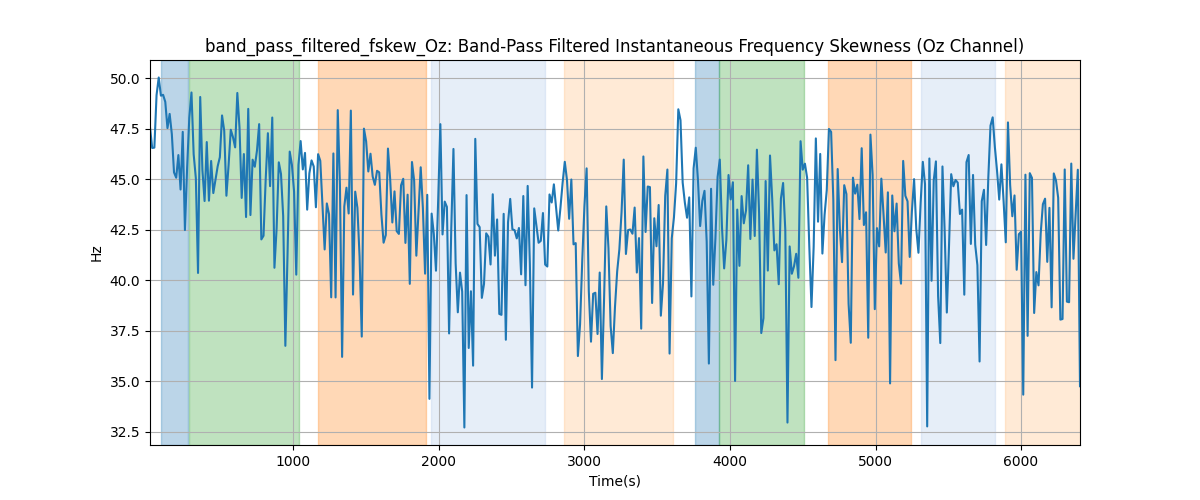 band_pass_filtered_fskew_Oz: Band-Pass Filtered Instantaneous Frequency Skewness (Oz Channel)
50.0
47.5
45.0
42.5
40.0
37.5
35.0
32.5
Hz
1000 2000 3000 4000 5000 6000
Time(s)